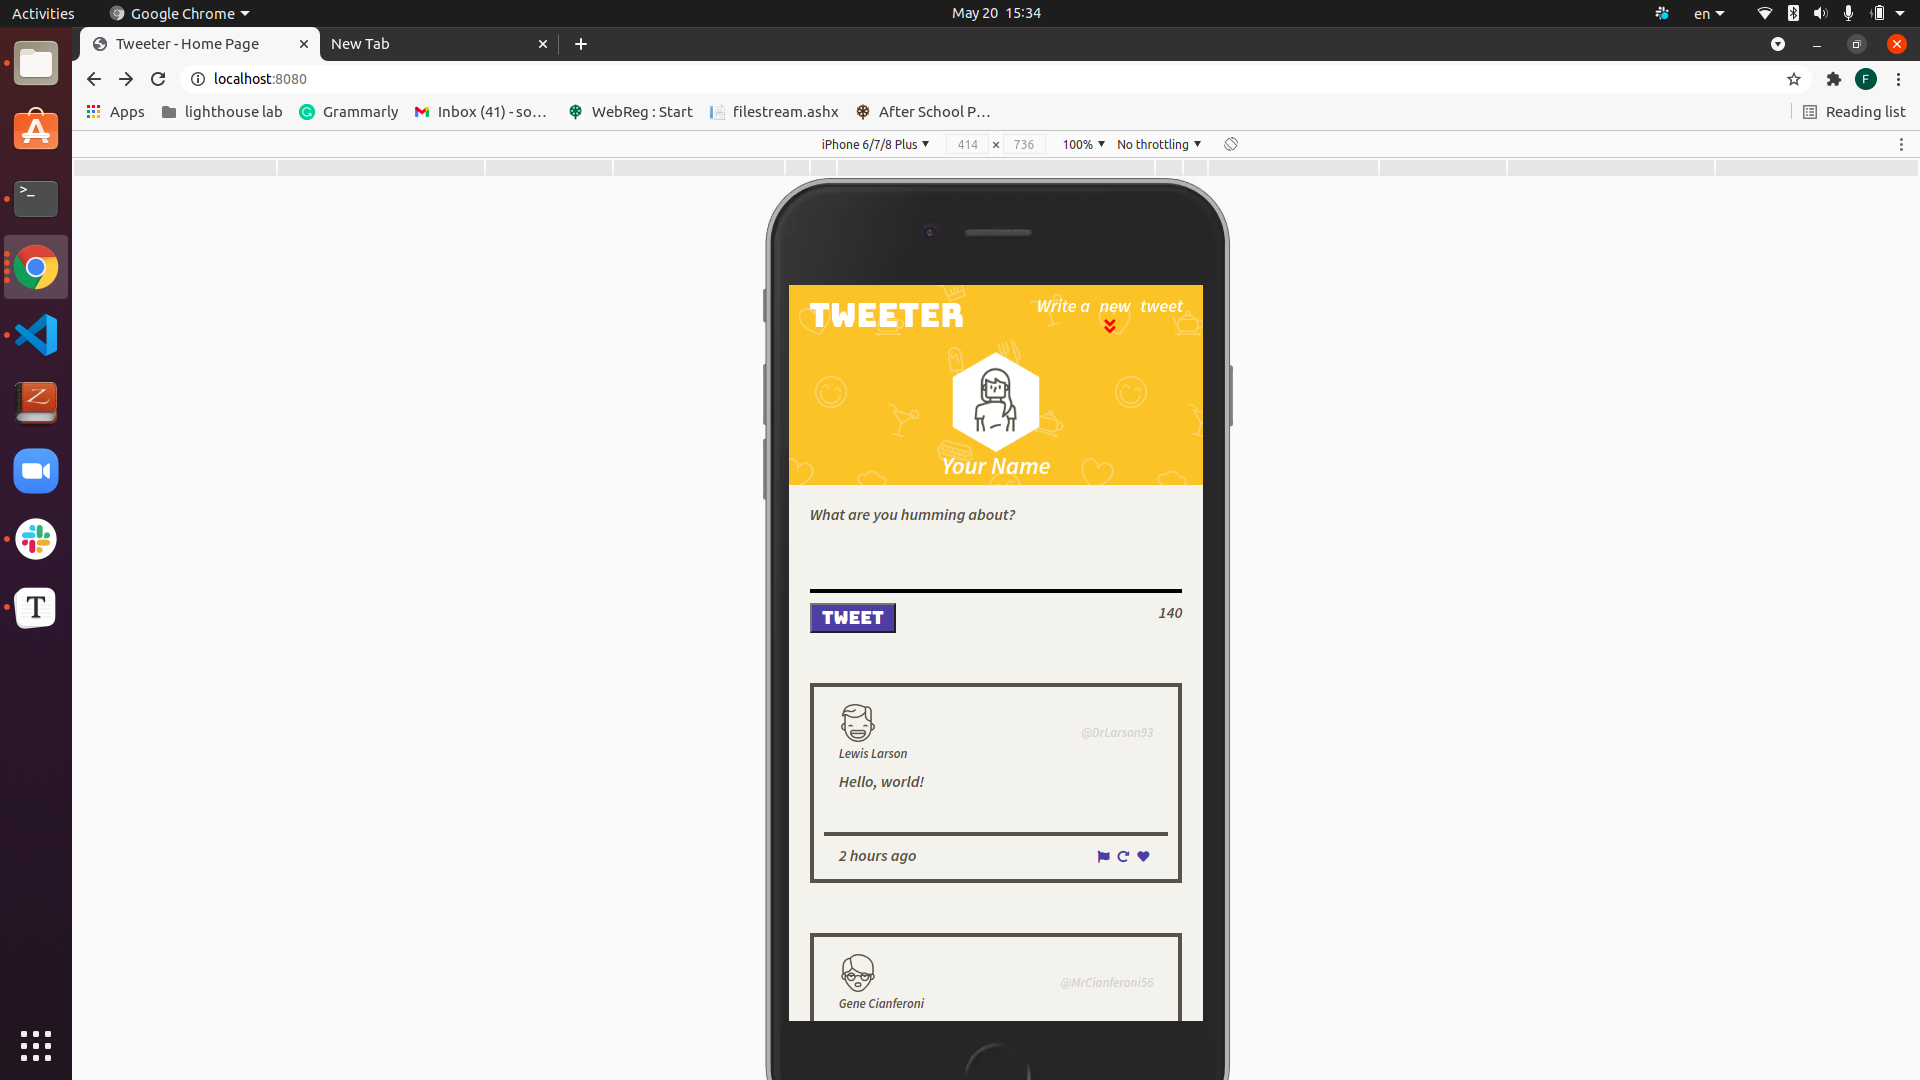 Activities Google Chrome May 20 15:34 en
Tweeter - Home Page New Tab
localhost:8080 F
Apps lighthouse lab Grammarly Inbox (41) - so... WebReg : Start filestream.ashx After School P... Reading list
iPhone 6/7/8 Plus 414 × 736 100% No throttling
TWEETER Write a new tweet
Your Name
What are you humming about?
TWEET 140
@DrLarson93
Lewis Larson
Hello, world!
2 hours ago
@MrCianferoni56
Gene Cianferoni